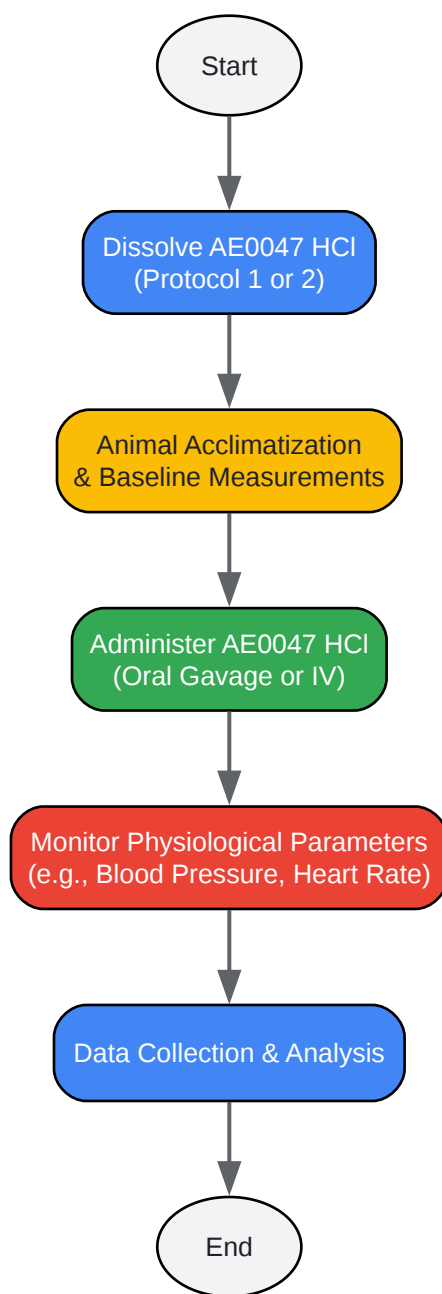 Start
Dissolve AE0047 HCl
(Protocol 1 or 2)
Animal Acclimatization
& Baseline Measurements
Administer AE0047 HCl
(Oral Gavage or IV)
Monitor Physiological Parameters
(e.g., Blood Pressure, Heart Rate)
Data Collection & Analysis
End